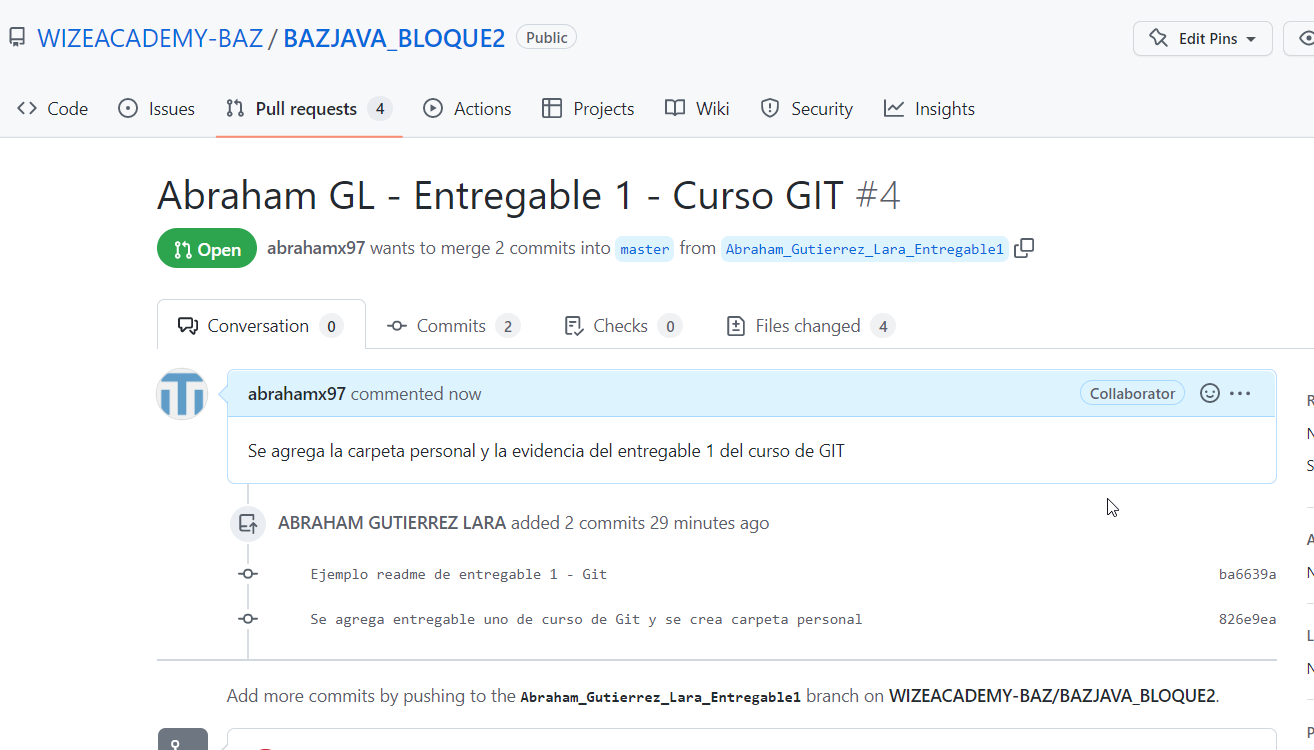 WIZEACADEMY-BAZ / BAZJAVA_BLOQUE2 Public Edit Pins
Code Issues Pull requests 4 Actions Projects Wiki Security Insights
Abraham GL - Entregable 1 - Curso GIT #4
Open abrahamx97 wants to merge 2 commits into master from Abraham_Gutierrez_Lara_Entregable1
Conversation 0 Commits 2 Checks 0 Files changed 4
abrahamx97 commented now Collaborator
Se agrega la carpeta personal y la evidencia del entregable 1 del curso de GIT
ABRAHAM GUTIERREZ LARA added 2 commits 29 minutes ago
Ejemplo readme de entregable 1 - Git ba6639a
Se agrega entregable uno de curso de Git y se crea carpeta personal 826e9ea
Add more commits by pushing to the Abraham_Gutierrez_Lara_Entregable1 branch on WIZEACADEMY-BAZ/BAZJAVA_BLOQUE2.